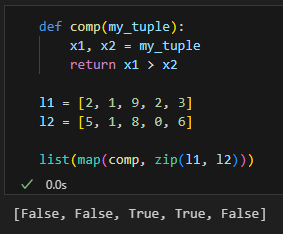 def comp(my_tuple):
    x1, x2 = my_tuple
    return x1 > x2
l1 = [2, 1, 9, 2, 3]
l2 = [5, 1, 8, 0, 6]
list(map(comp, zip(l1, l2)))
✓ 0.0s
[False, False, True, True, False]